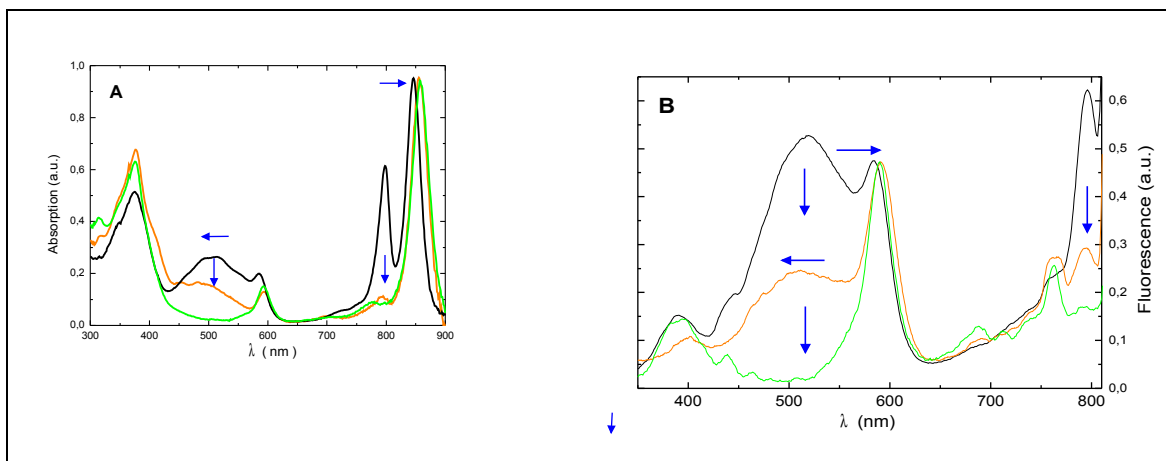 A
Absorption (a.u.)
1,0
0,8
0,6
0,4
0,2
0,0
300 400 500 600 700 800 900
λ ( nm )
B
0,6
0,5
0,4
0,3
0,2
0,1
0,0
Fluorescence (a.u.)
400 500 600 700 800
λ (nm)